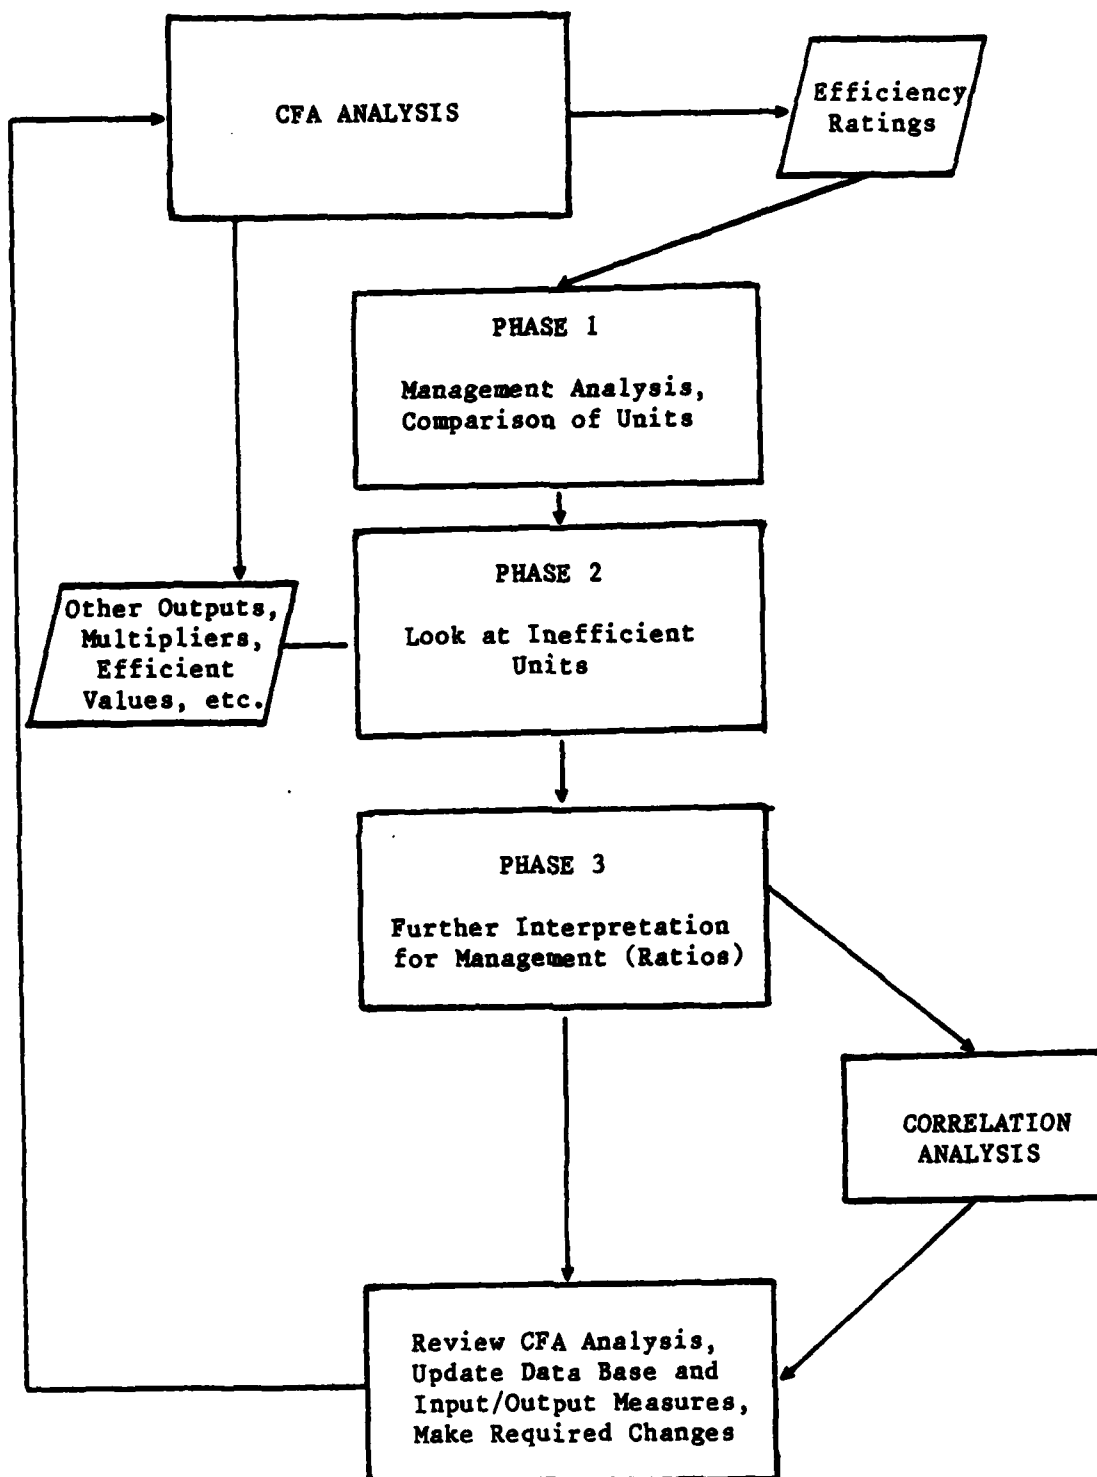 CFA ANALYSIS
Efficiency
Ratings
PHASE 1
Management Analysis,
Comparison of Units
PHASE 2
Look at Inefficient
Units
Other Outputs,
Multipliers,
Efficient
Values, etc.
PHASE 3
Further Interpretation
for Management (Ratios)
CORRELATION
ANALYSIS
Review CFA Analysis,
Update Data Base and
Input/Output Measures,
Make Required Changes